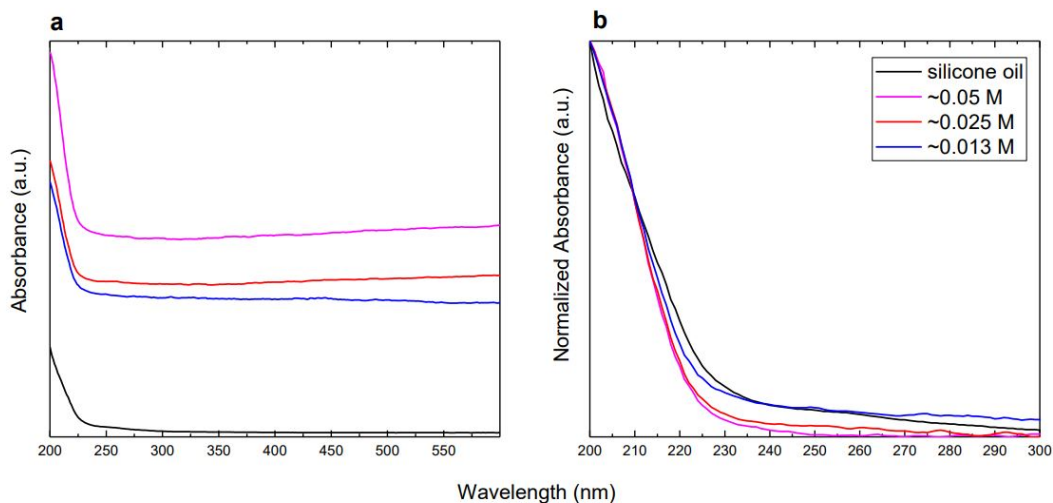 a
Absorbance (a.u.)
200 250 300 350 400 450 500 550
b
Normalized Absorbance (a.u.)
silicone oil
~0.05 M
~0.025 M
~0.013 M
200 210 220 230 240 250 260 270 280 290 300
Wavelength (nm)